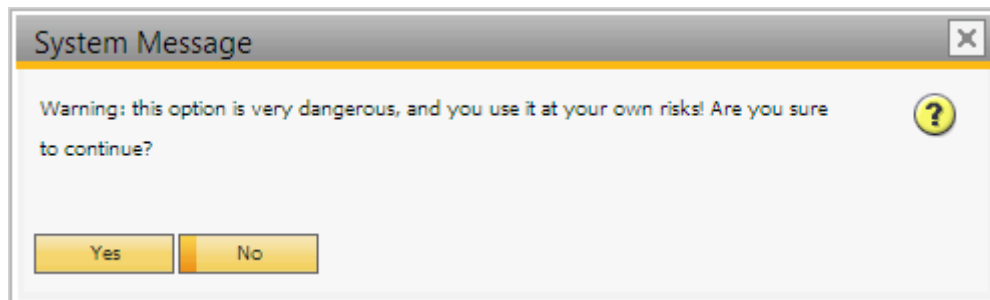 System Message
Warning: this option is very dangerous, and you use it at your own risks! Are you sure
to continue?
Yes
No